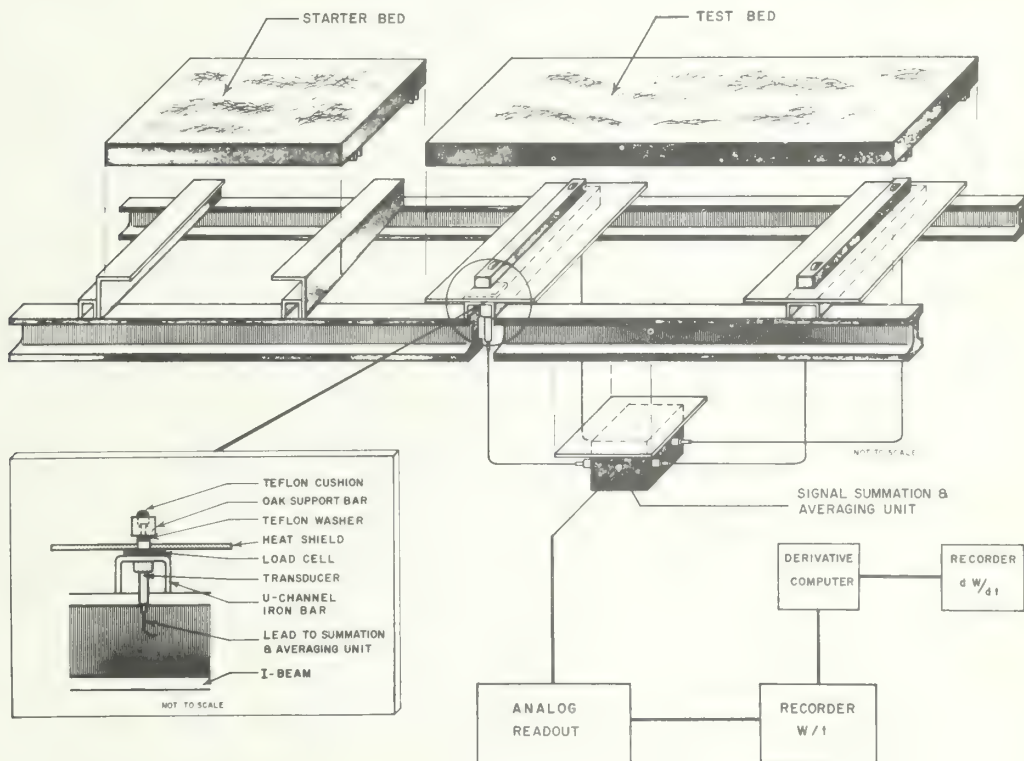 STARTER BED
TEST BED
NOT TO SCALE
SIGNAL SUMMATION &
AVERAGING UNIT
TEFLON CUSHION
OAK SUPPORT BAR
TEFLON WASHER
HEAT SHIELD
LOAD CELL
TRANSDUCER
U-CHANNEL
IRON BAR
LEAD TO SUMMATION
& AVERAGING UNIT
I-BEAM
NOT TO SCALE
DERIVATIVE
COMPUTER
RECORDER
d W/dt
ANALOG
READOUT
RECORDER
W/t